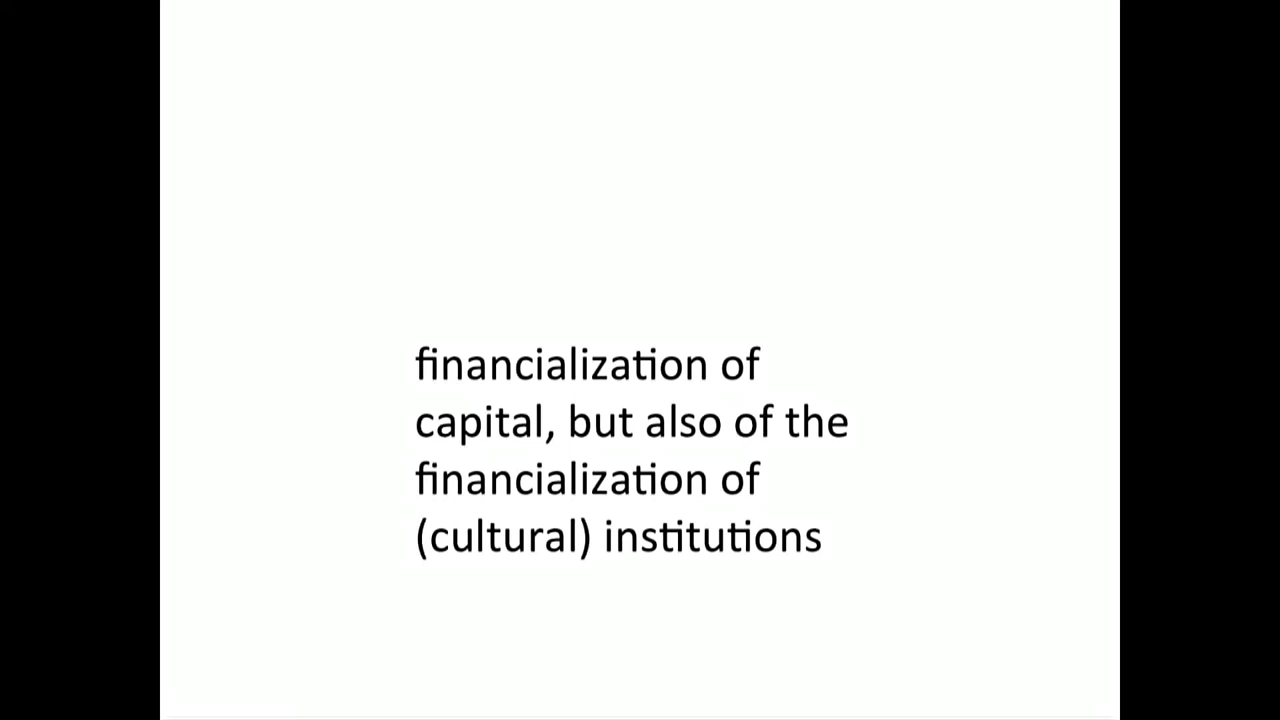 financialization of
capital, but also of the
financialization of
(cultural) institutions